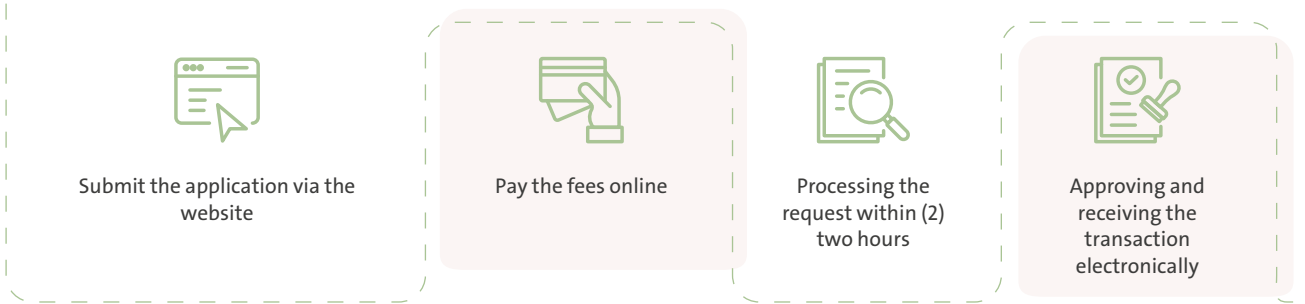 Submit the application via the
website
Pay the fees online
Processing the
request within (2)
two hours
Approving and
receiving the
transaction
electronically